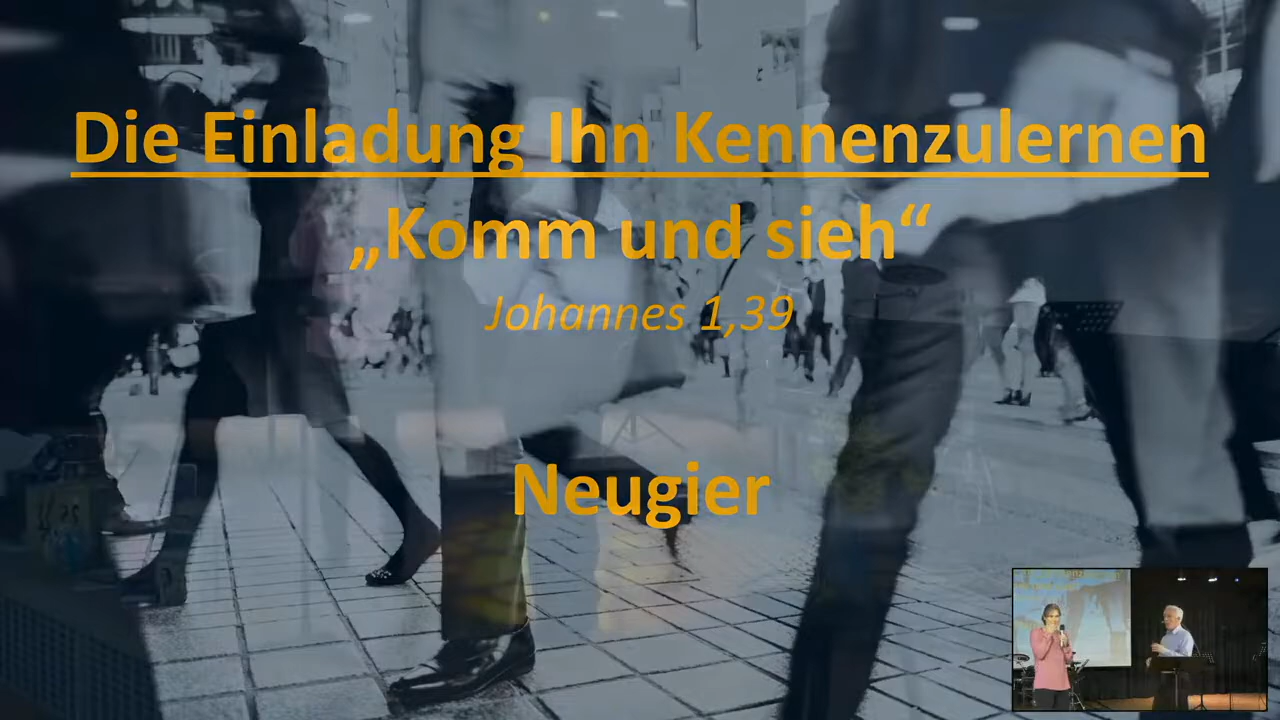 Die Einladung Ihn Kennenzulernen
„Komm und sieh“
Johannes 1,39
Neugier